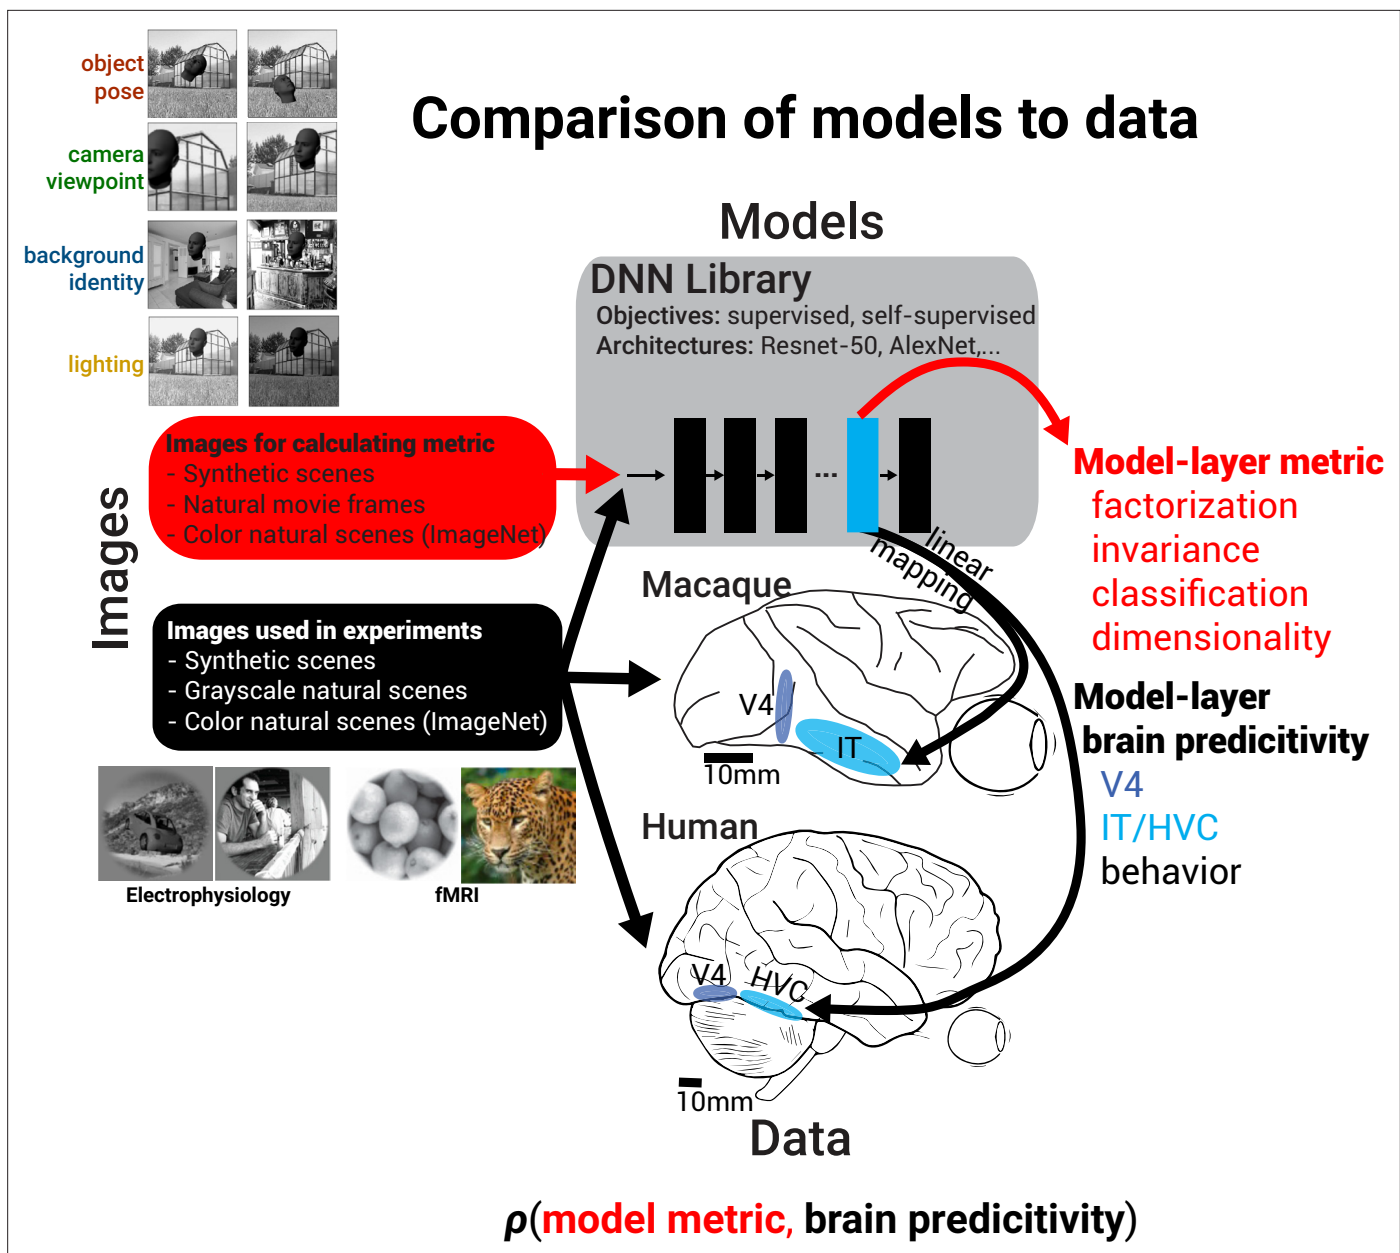 object
pose
camera
viewpoint
background
identity
lighting
Comparison of models to data
Models
DNN Library
Objectives: supervised, self-supervised
Architectures: Resnet-50, AlexNet,...
Images
Images for calculating metric
- Synthetic scenes
- Natural movie frames
- Color natural scenes (ImageNet)
Images used in experiments
- Synthetic scenes
- Grayscale natural scenes
- Color natural scenes (ImageNet)
Electrophysiology
fMRI
...
linear
mapping
Model-layer metric
factorization
invariance
classification
dimensionality
Model-layer
brain predicitivity
V4
IT/HVC
behavior
Macaque
V4
IT
10mm
Human
V4
HVC
10mm
Data
ρ(model metric, brain predicitivity)